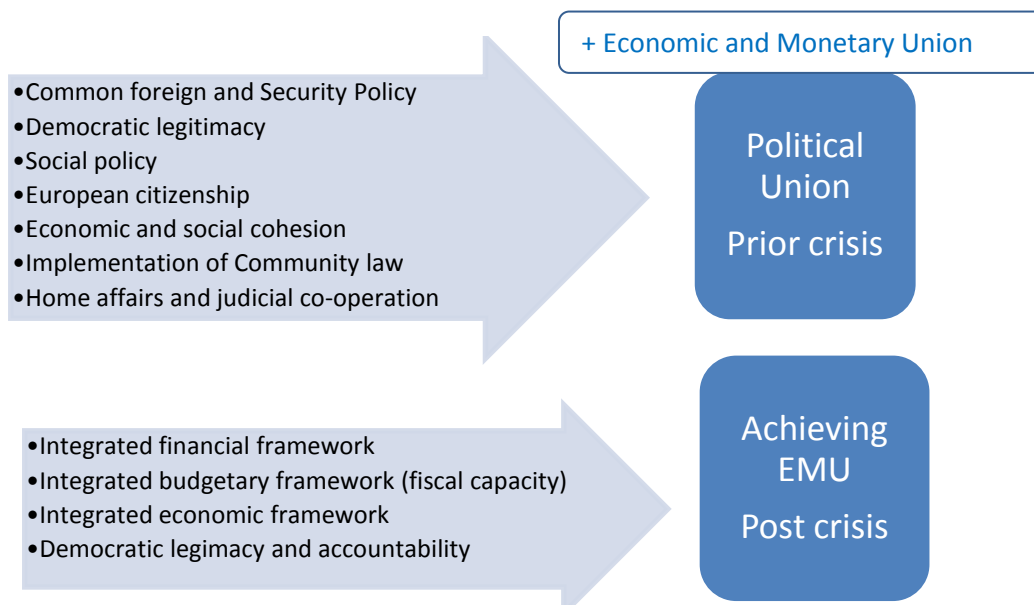 + Economic and Monetary Union
•Common foreign and Security Policy
•Democratic legitimacy
•Social policy
•European citizenship
•Economic and social cohesion
•Implementation of Community law
•Home affairs and judicial co-operation
Political
Union
Prior crisis
•Integrated financial framework
•Integrated budgetary framework (fiscal capacity)
•Integrated economic framework
•Democratic legimacy and accountability
Achieving
EMU
Post crisis